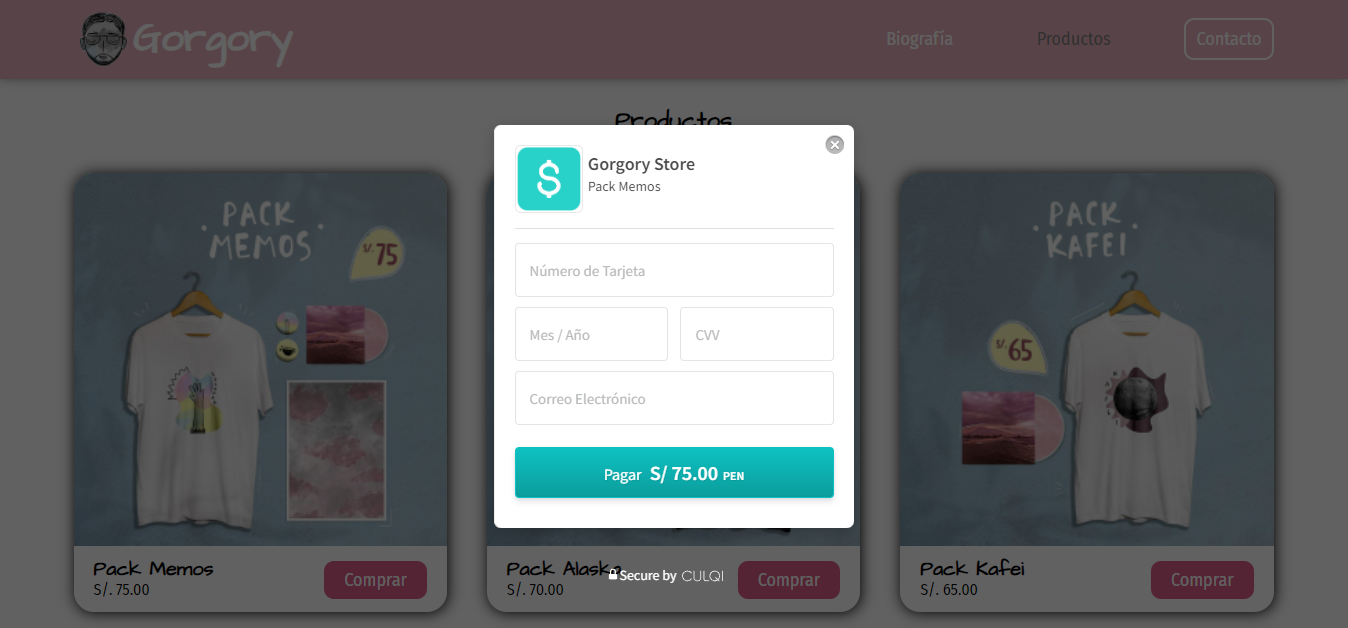 Gorgory
Biografía
Productos
Contacto
Productos
Gorgory Store
Pack Memos
Número de Tarjeta
Mes / Año
CVV
Correo Electrónico
Pagar S/ 75.00 PEN
Secure by CULQI
PACK
MEMOS
S/. 75
Pack Memos
S/. 75.00
Comprar
Pack Alaska
S/. 70.00
Comprar
PACK
KAFEI
S/. 65
Pack Kafei
S/. 65.00
Comprar